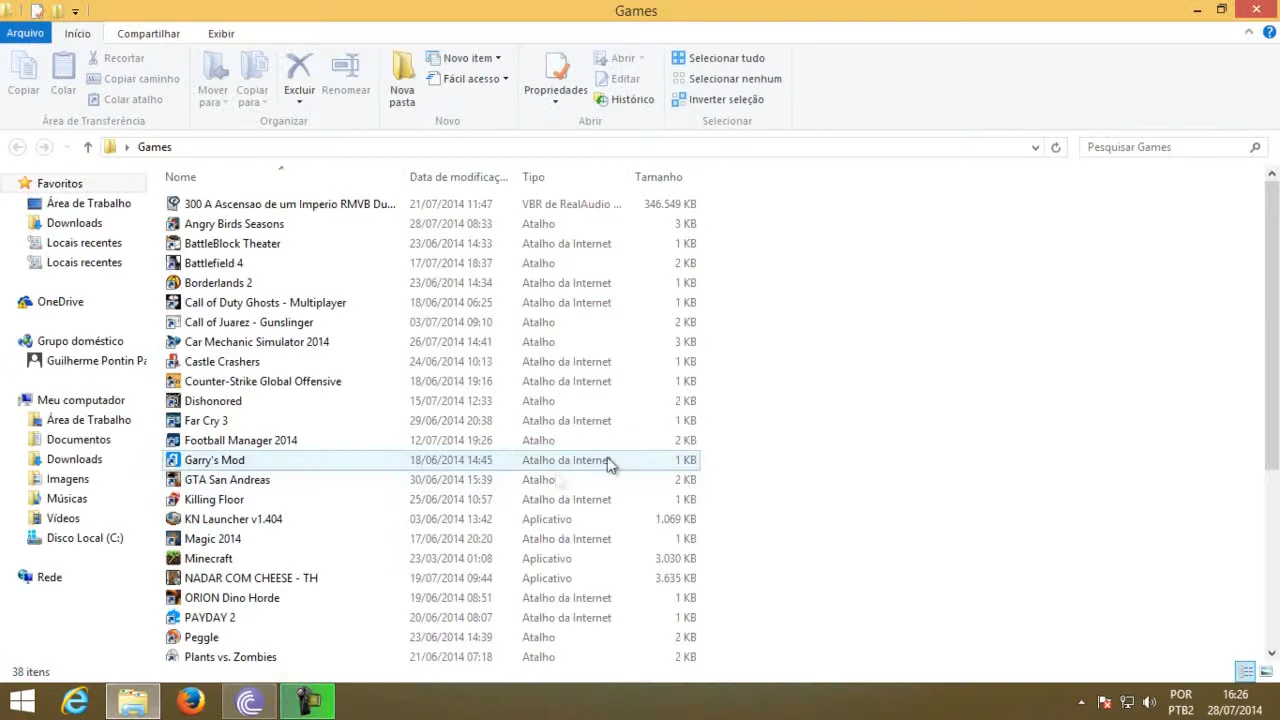 Games
Arquivo Início Compartilhar Exibir
Copiar
Colar
Recortar
Copiar caminho
Colar atalho
Área de Transferência
Mover para
Copiar para
Excluir
Renomear
Organizar
Nova pasta
Novo item
Fácil acesso
Novo
Propriedades
Abrir
Editar
Histórico
Abrir
Selecionar tudo
Selecionar nenhum
Inverter seleção
Selecionar
Games
Pesquisar Games
Favoritos
Área de Trabalho
Downloads
Locais recentes
Locais recentes
OneDrive
Grupo doméstico
Guilherme Pontin Pa
Meu computador
Área de Trabalho
Documentos
Downloads
Imagens
Músicas
Vídeos
Disco Local (C:)
Rede
Nome Data de modificaç... Tipo Tamanho
300 A Ascensao de um Imperio RMVB Du... 21/07/2014 11:47 VBR de RealAudio ... 346.549 KB
Angry Birds Seasons 28/07/2014 08:33 Atalho 3 KB
BattleBlock Theater 23/06/2014 14:33 Atalho da Internet 1 KB
Battlefield 4 17/07/2014 18:37 Atalho 2 KB
Borderlands 2 23/06/2014 14:34 Atalho da Internet 1 KB
Call of Duty Ghosts - Multiplayer 18/06/2014 06:25 Atalho da Internet 1 KB
Call of Juarez - Gunslinger 03/07/2014 09:10 Atalho 2 KB
Car Mechanic Simulator 2014 26/07/2014 14:41 Atalho 3 KB
Castle Crashers 24/06/2014 10:13 Atalho da Internet 1 KB
Counter-Strike Global Offensive 18/06/2014 19:16 Atalho da Internet 1 KB
Dishonored 15/07/2014 12:33 Atalho 2 KB
Far Cry 3 29/06/2014 20:38 Atalho da Internet 1 KB
Football Manager 2014 12/07/2014 19:26 Atalho 2 KB
Garry's Mod 18/06/2014 14:45 Atalho da Internet 1 KB
GTA San Andreas 30/06/2014 15:39 Atalho 2 KB
Killing Floor 25/06/2014 10:57 Atalho da Internet 1 KB
KN Launcher v1.404 03/06/2014 13:42 Aplicativo 1.069 KB
Magic 2014 17/06/2014 20:20 Atalho da Internet 1 KB
Minecraft 23/03/2014 01:08 Aplicativo 3.030 KB
NADAR COM CHEESE - TH 19/07/2014 09:44 Aplicativo 3.635 KB
ORION Dino Horde 19/06/2014 08:51 Atalho da Internet 1 KB
PAYDAY 2 20/06/2014 08:07 Atalho da Internet 1 KB
Peggle 23/06/2014 14:39 Atalho 2 KB
Plants vs. Zombies 21/06/2014 07:18 Atalho 2 KB
38 itens
POR
PTB2
16:26
28/07/2014